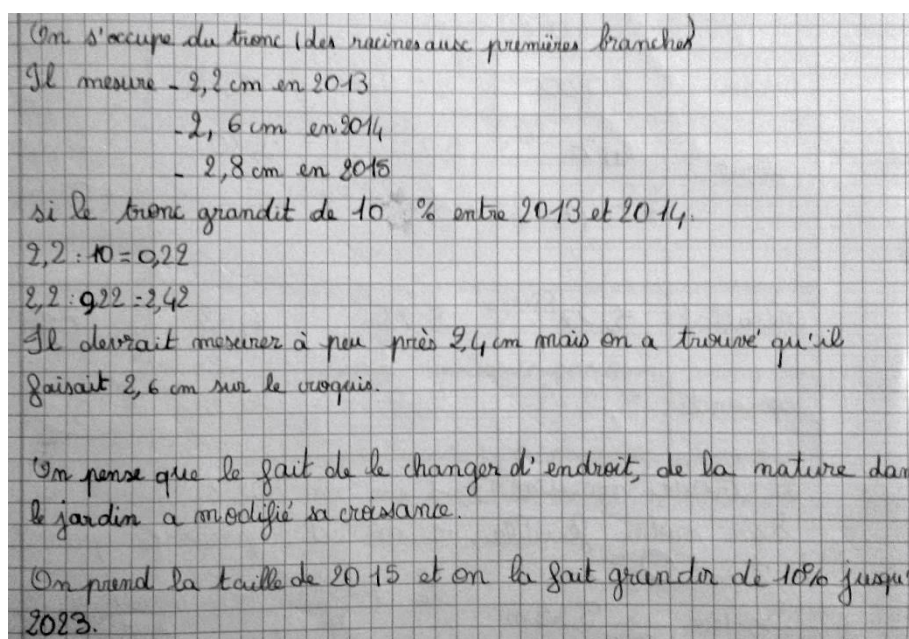 On s'occupe du tronc (des racines aux premières branches)
Il mesure - 2,2 cm en 2013
- 2, 6 cm en 2014
- 2,8 cm en 2015
si le tronc grandit de 10 % entre 2013 et 2014.
2,2 : 10 = 0,22
2,2 : 0,22 = 2,42
Il devrait mesurer à peu près 2,4 cm mais on a trouvé qu'il
faisait 2,6 cm sur le croquis.
On pense que le fait de le changer d'endroit, de la nature dan
le jardin a modifié sa croissance.
On prend la taille de 2015 et on la fait grandir de 10% jusqu'
2023.